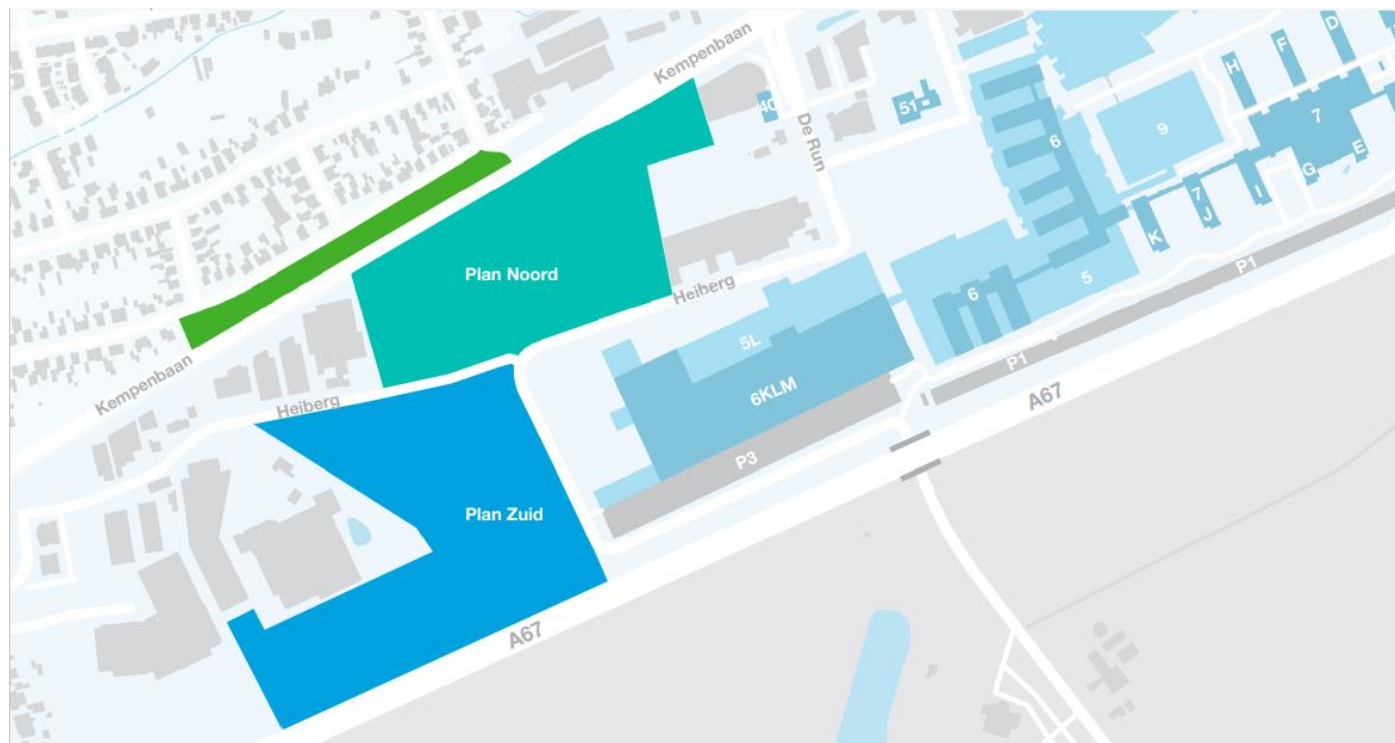 Kempenbaan
D
F
H
40
51
De Run
9
6
7
E
G
7
I
J
K
Plan Noord
Heiberg
P1
5
6
5L
P1
6KLM
A67
Kempenbaan
Heiberg
P3
Plan Zuid
A67